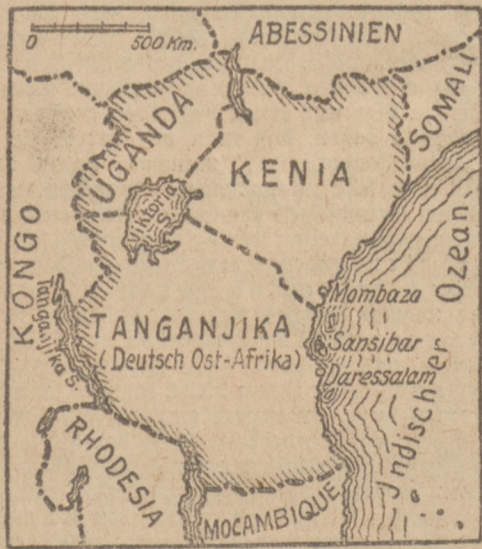 0 500 Km.
ABESSINIEN
SOMALI
UGANDA
KENIA
Viktoria S.
KONGO
Tanganjika S.
TANGANJIKA
(Deutsch Ost-Afrika)
Mombaza
Sansibar
Daressalam
Indischer Ozean
RHODESIA
MOCAMBIQUE